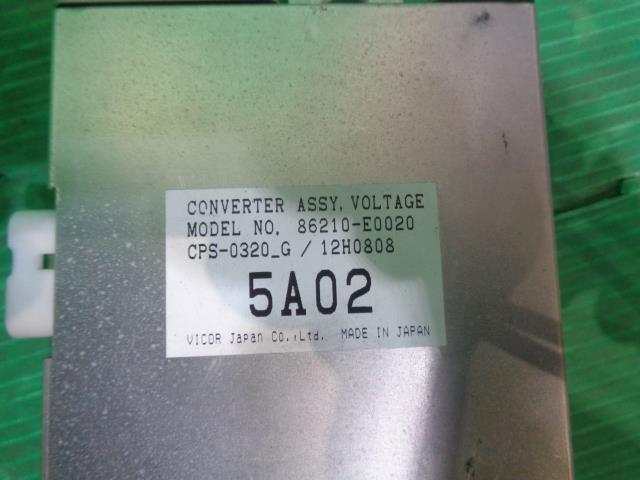 CONVERTER ASSY, VOLTAGE
MODEL NO. 86210-E0020
CPS-0320_G / 12H0808
5A02
VICOR Japan Co.,Ltd. MADE IN JAPAN